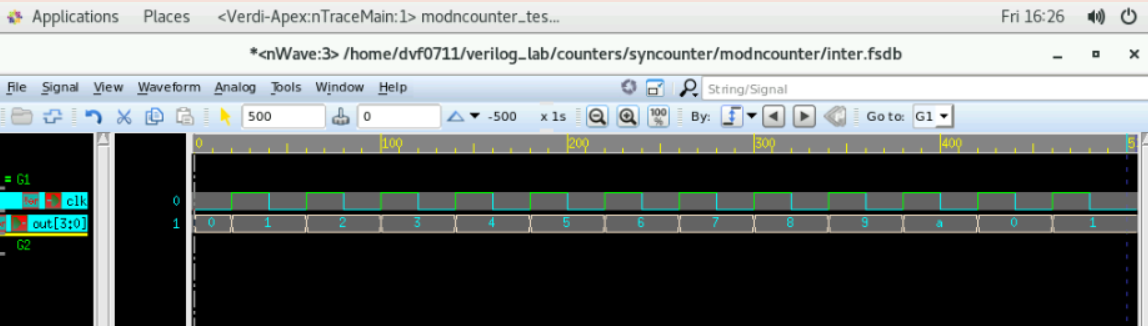 Applications Places <Verdi-Apex:nTraceMain:1> modncounter_tes... Fri 16:26
*<nWave:3> /home/dvf0711/verilog_lab/counters/syncounter/modncounter/inter.fsdb
File Signal View Waveform Analog Tools Window Help String/Signal
500 0 -500 x 1s 100 % By: Go to: G1
0 100 200 300 400 5
= G1
clk 0
out[3:0] 1 0 1 2 3 4 5 6 7 8 9 a 0 1
G2